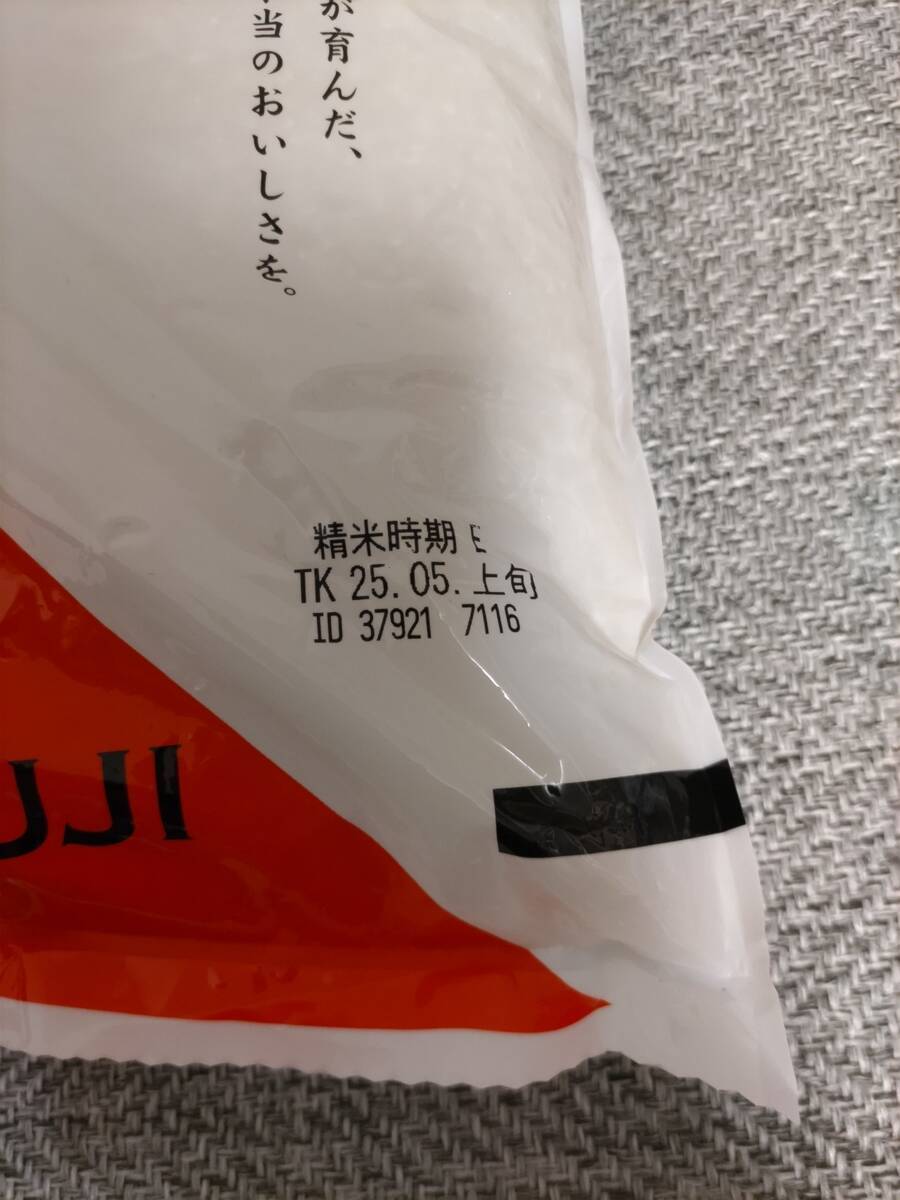 が育んだ、
当のおいしさを。
精米時期 E
TK 25.05.上旬
ID 37921 7116
UJI